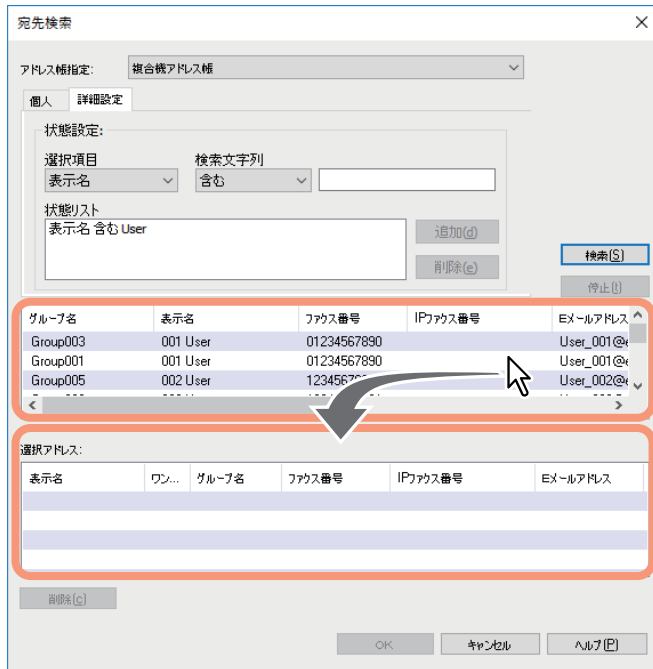 宛先検索
アドレス帳指定: 複合機アドレス帳
個人 詳細設定
状態設定:
選択項目 検索文字列
表示名 含む
状態リスト
表示名 含む User
追加(d)
検索(S)
削除(e)
停止(t)
グループ名 表示名 ファクス番号 IPファクス番号 Eメールアドレス
Group003 001 User 01234567890 User_001@e
Group001 001 User 01234567890 User_001@e
Group005 002 User 1234567 User_002@e
選択アドレス:
表示名 ワン... グループ名 ファクス番号 IPファクス番号 Eメールアドレス
削除(c)
OK キャンセル ヘルプ(P)